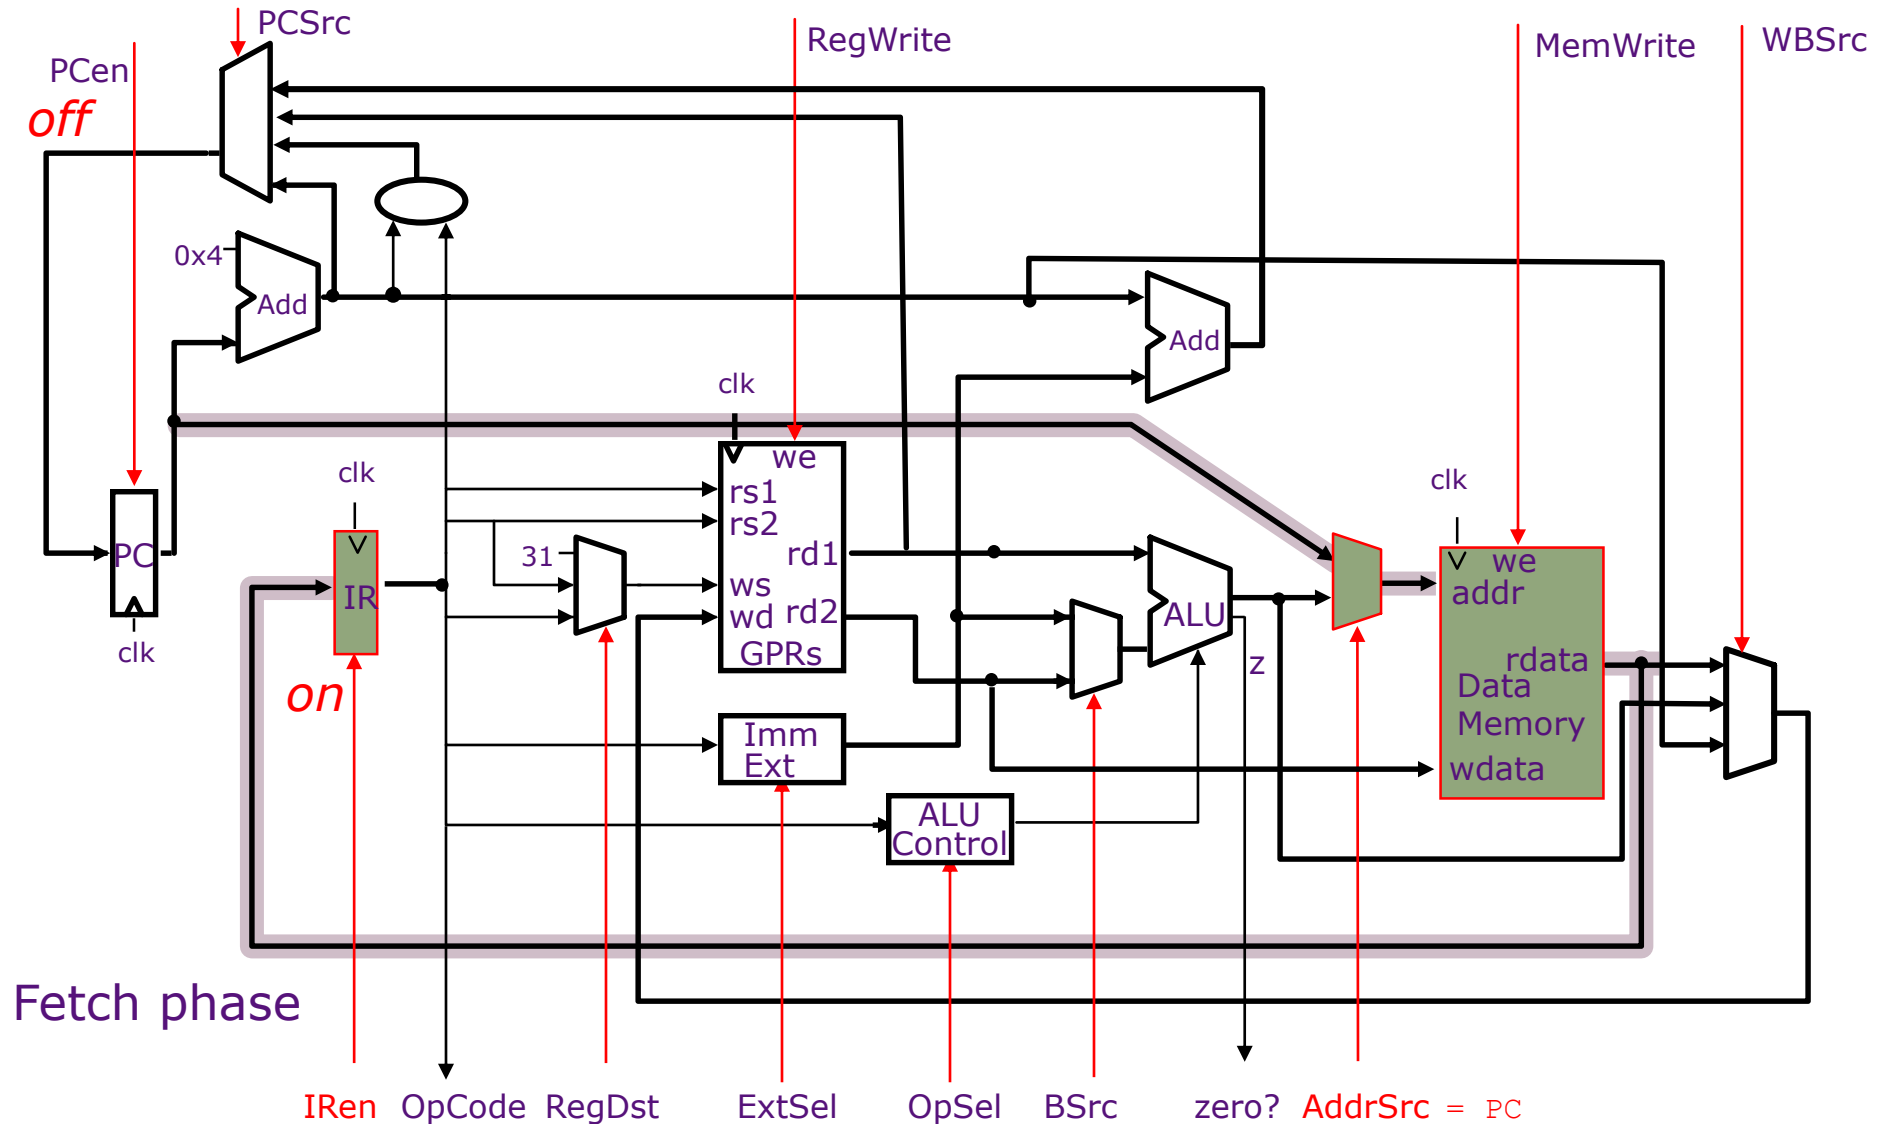 PCSrc
RegWrite
MemWrite
WBSrc
PCen
off
0x4
Add
Add
clk
clk
clk
we
rs1
rs2
rd1
31
ws
wd rd2
GPRs
PC
clk
IR
on
ALU
z
we
addr
rdata
Data
Memory
wdata
Imm
Ext
ALU
Control
Fetch phase
IRen OpCode RegDst ExtSel OpSel BSrc zero? AddrSrc = PC